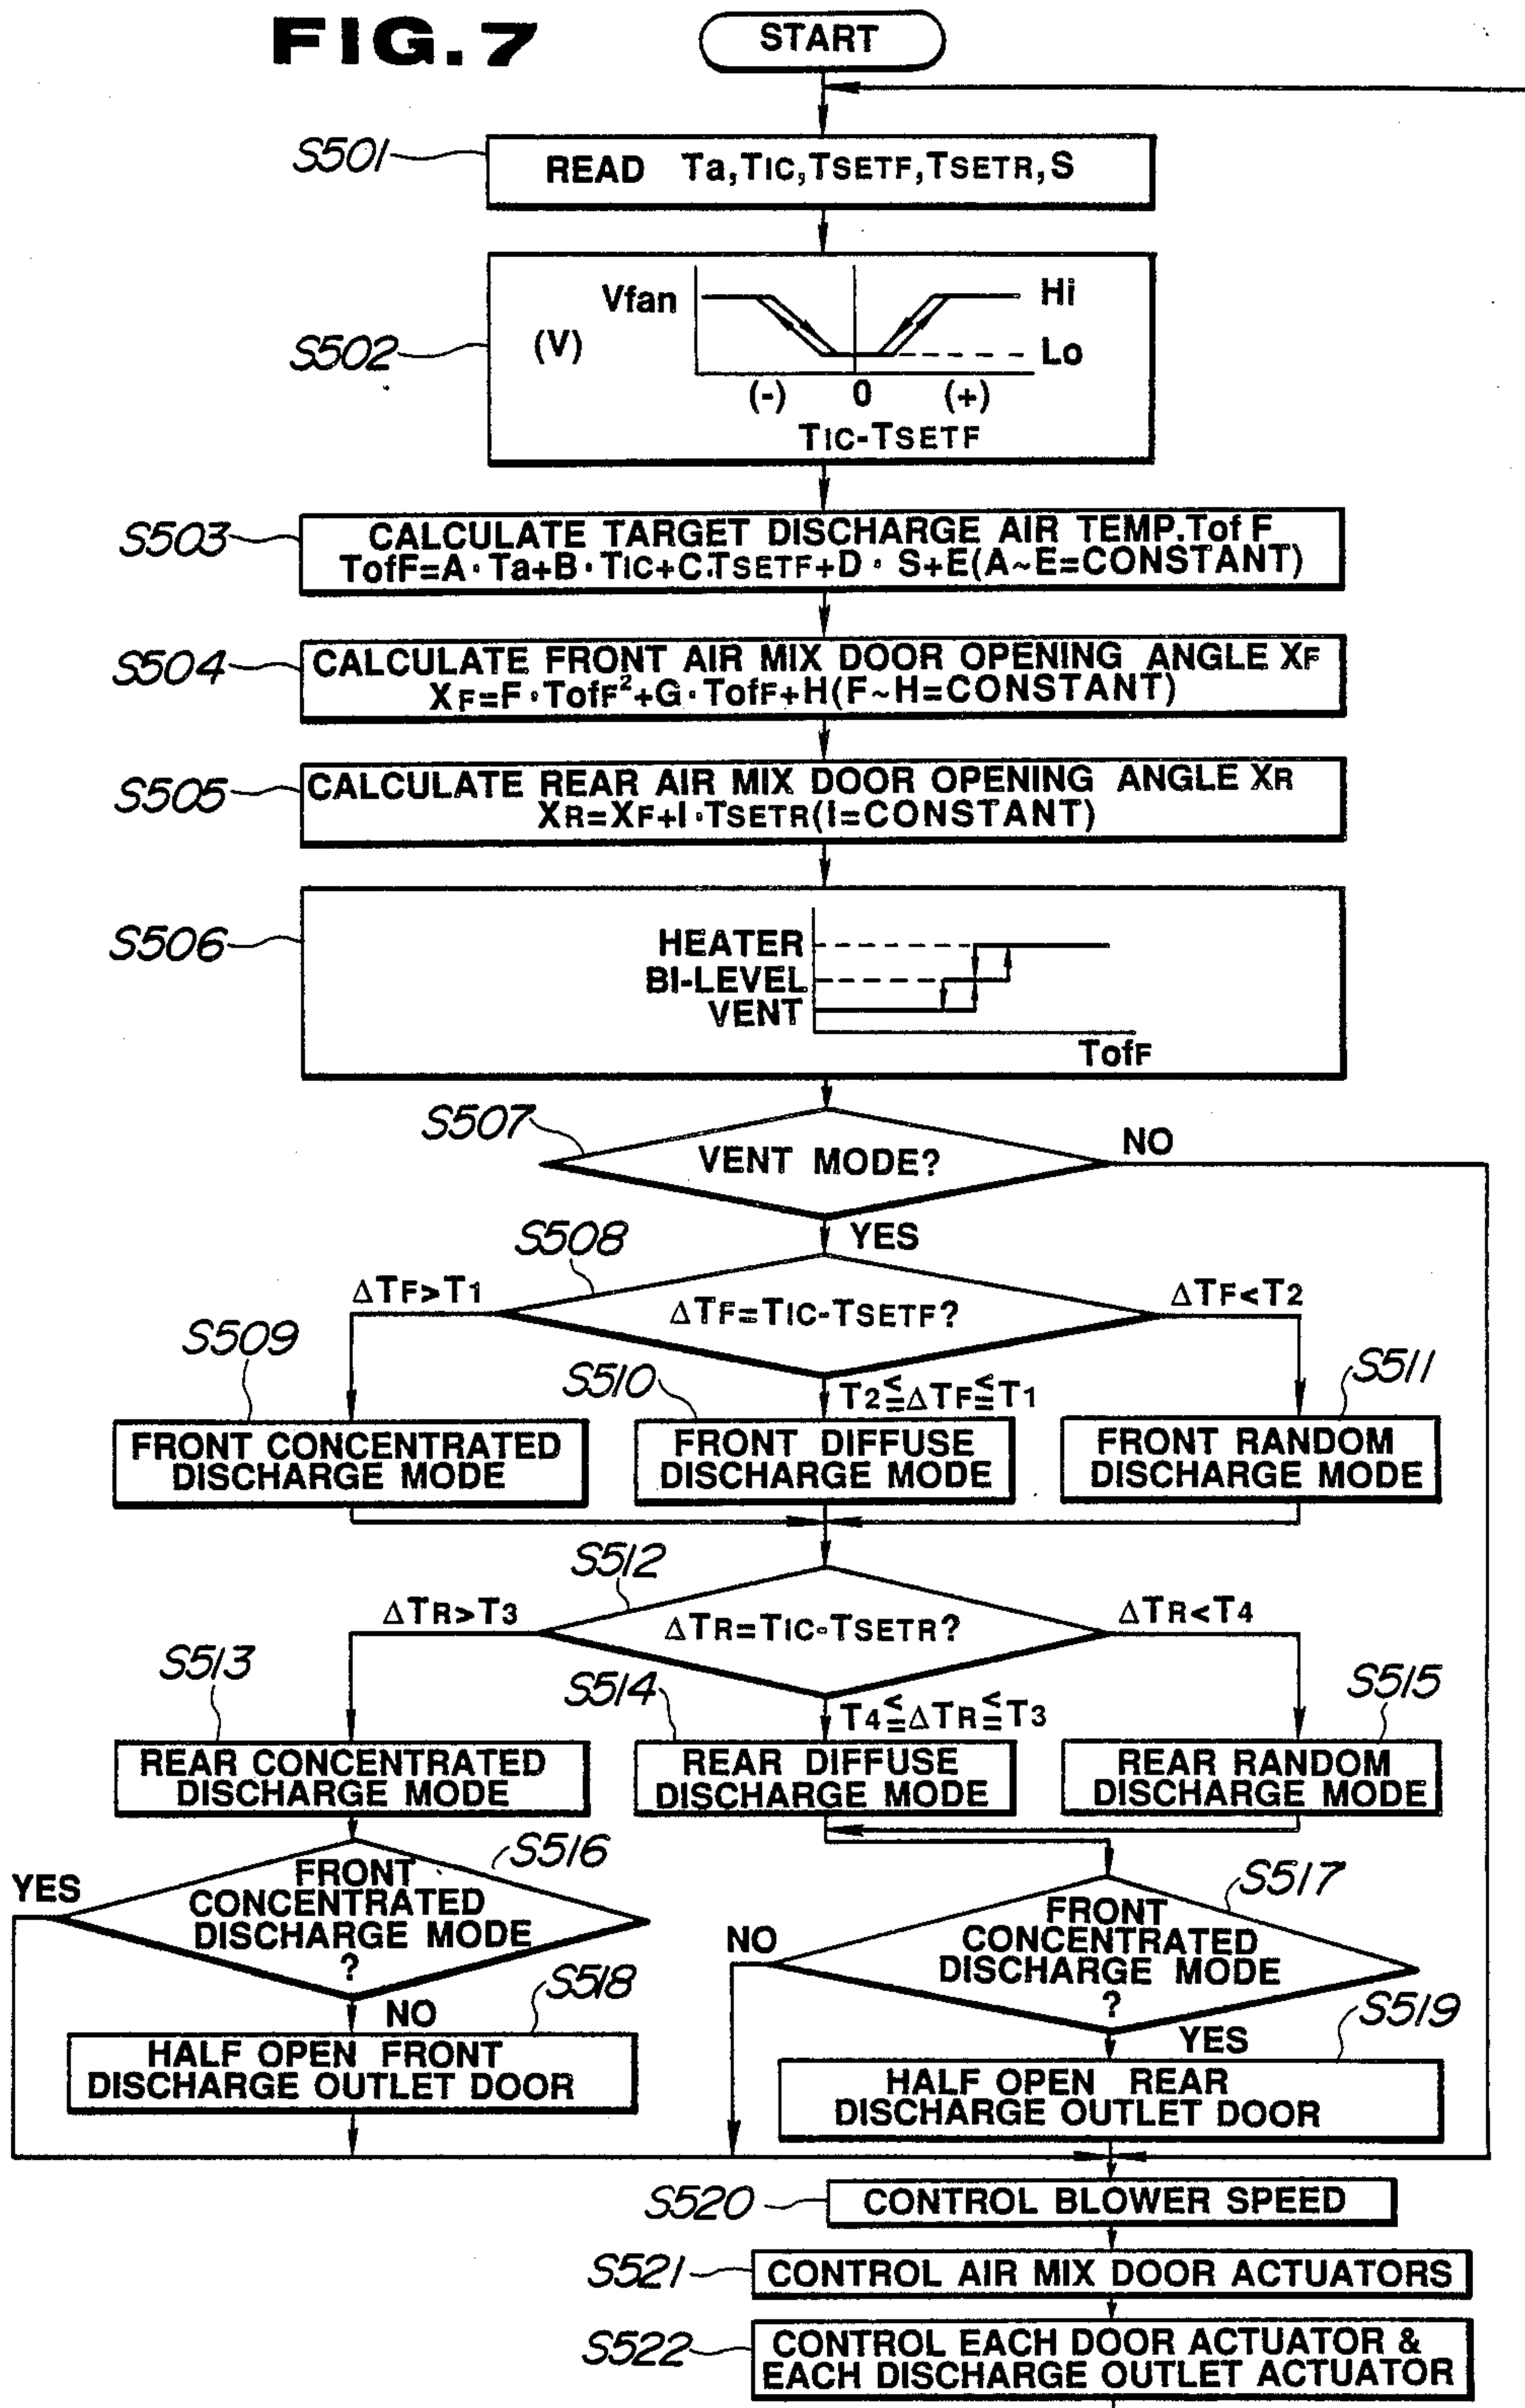 FIG. 7
START
S501
READ Ta,TIC,TSETF,TSETR,S
S502
Vfan
(V)
Hi
Lo
(-) 0 (+)
TIC-TSETF
S503
CALCULATE TARGET DISCHARGE AIR TEMP.Tof F
TofF=A·Ta+B·TIC+C.TSETF+D·S+E(A~E=CONSTANT)
S504
CALCULATE FRONT AIR MIX DOOR OPENING ANGLE XF
XF=F·TofF²+G·TofF+H(F~H=CONSTANT)
S505
CALCULATE REAR AIR MIX DOOR OPENING ANGLE XR
XR=XF+I·TSETR(I=CONSTANT)
S506
HEATER
BI-LEVEL
VENT
TofF
S507
VENT MODE?
NO
YES
S508
ΔTF>T1
ΔTF=TIC-TSETF?
ΔTF<T2
S509
S510
T2≦ΔTF≦T1
S511
FRONT CONCENTRATED
DISCHARGE MODE
FRONT DIFFUSE
DISCHARGE MODE
FRONT RANDOM
DISCHARGE MODE
S512
ΔTR>T3
ΔTR=TIC-TSETR?
ΔTR<T4
S513
S514
T4≦ΔTR≦T3
S515
REAR CONCENTRATED
DISCHARGE MODE
REAR DIFFUSE
DISCHARGE MODE
REAR RANDOM
DISCHARGE MODE
S516
YES
FRONT
CONCENTRATED
DISCHARGE MODE
?
NO
S517
NO
FRONT
CONCENTRATED
DISCHARGE MODE
?
YES
S518
HALF OPEN FRONT
DISCHARGE OUTLET DOOR
S519
HALF OPEN REAR
DISCHARGE OUTLET DOOR
S520
CONTROL BLOWER SPEED
S521
CONTROL AIR MIX DOOR ACTUATORS
S522
CONTROL EACH DOOR ACTUATOR &
EACH DISCHARGE OUTLET ACTUATOR